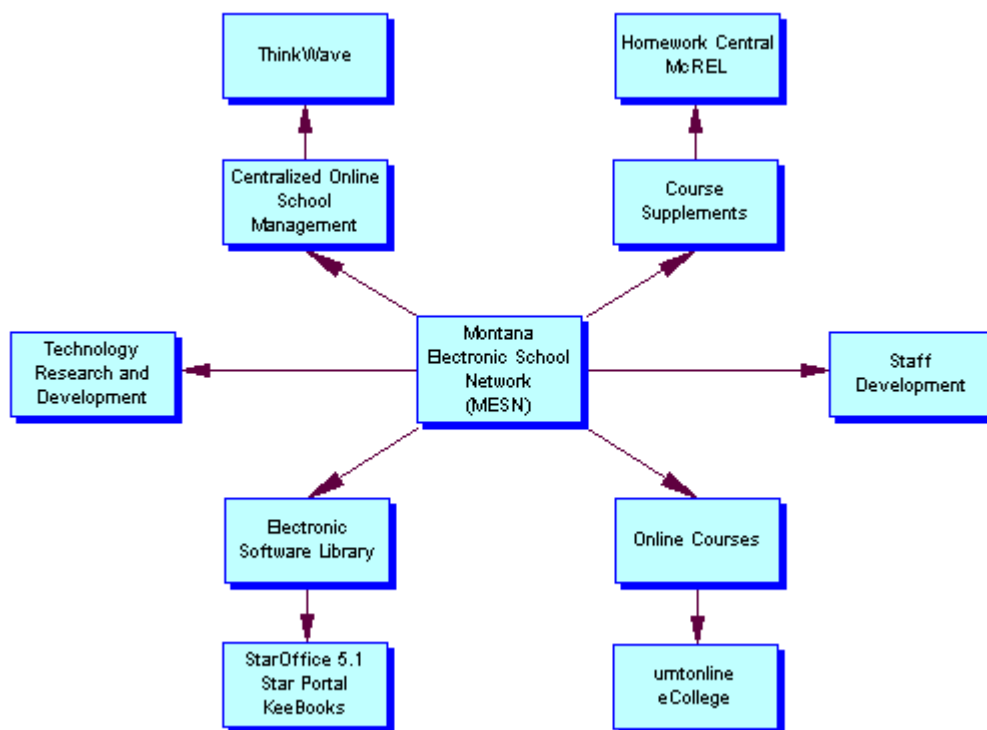 ThinkWave
Homework Central
McREL
Centralized Online
School
Management
Course
Supplements
Technology
Research and
Development
Montana
Electronic School
Network
(MESN)
Staff
Development
Electronic
Software Library
Online Courses
StarOffice 5.1
Star Portal
KeeBooks
umtonline
eCollege